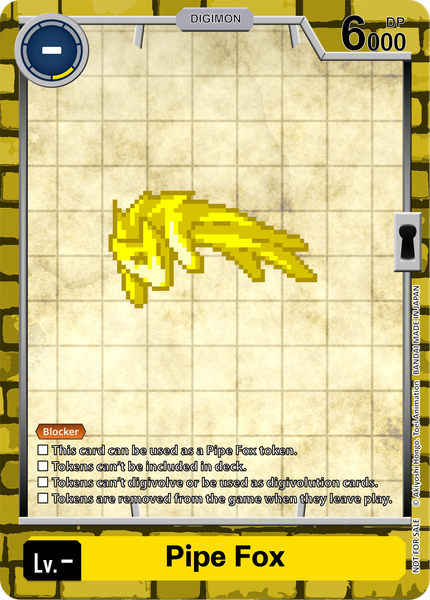 DIGIMON
DP
6000
-
Blocker
☐ This card can be used as a Pipe Fox token.
☐ Tokens can't be included in deck.
☐ Tokens can't digivolve or be used as digivolution cards.
☐ Tokens are removed from the game when they leave play.
NOT FOR SALE © Akiyoshi Hongo, Toei Animation BANDAI MADE IN JAPAN
Lv.-
Pipe Fox